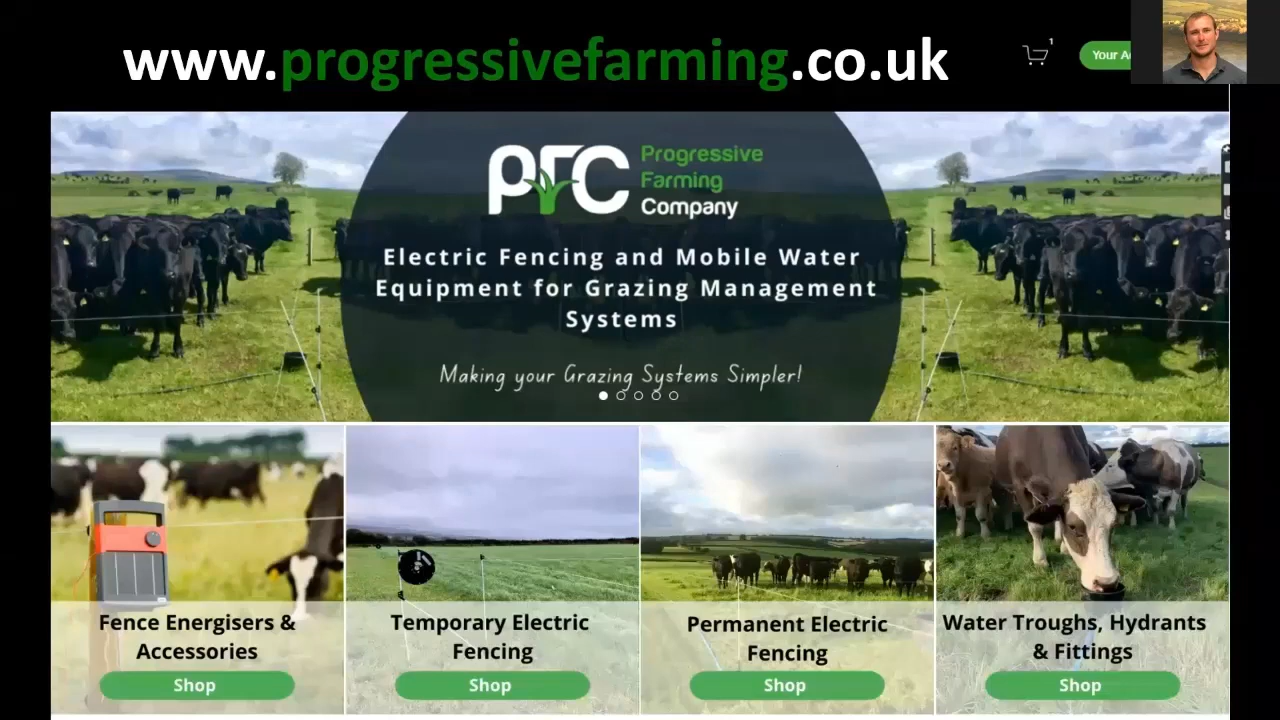 www.progressivefarming.co.uk
1
Your A
PFC
Progressive
Farming
Company
Electric Fencing and Mobile Water
Equipment for Grazing Management
Systems
Making your Grazing Systems Simpler!
Fence Energisers &
Accessories
Shop
Temporary Electric
Fencing
Shop
Permanent Electric
Fencing
Shop
Water Troughs, Hydrants
& Fittings
Shop